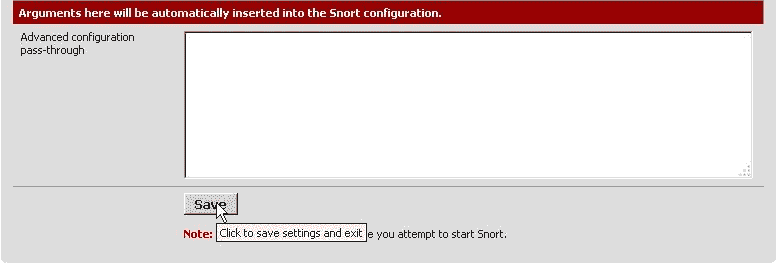 Arguments here will be automatically inserted into the Snort configuration.
Advanced configuration
pass-through
Save
Note:
Click to save settings and exit
e you attempt to start Snort.